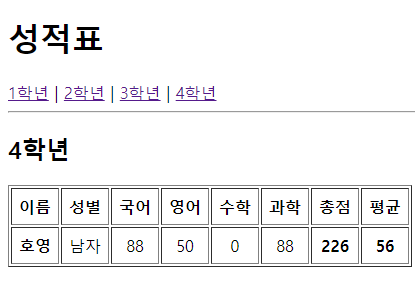 성적표
1학년 | 2학년 | 3학년 | 4학년
4학년
이름 성별 국어 영어 수학 과학 총점 평균
호영 남자 88 50 0 88 226 56